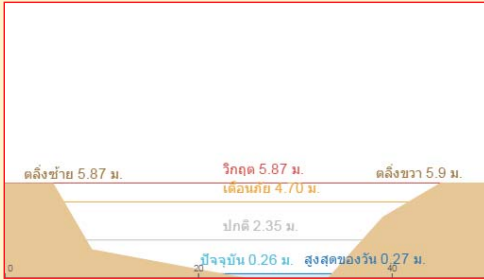 วิกฤต 5.87 ม.
ตลิ่งซ้าย 5.87 ม.
ตลิ่งขวา 5.9 ม.
เตือนภัย 4.70 ม.
ปกติ 2.35 ม.
ปัจจุบัน 0.26 ม.
สูงสุดของวัน 0.27 ม.
0
20
40